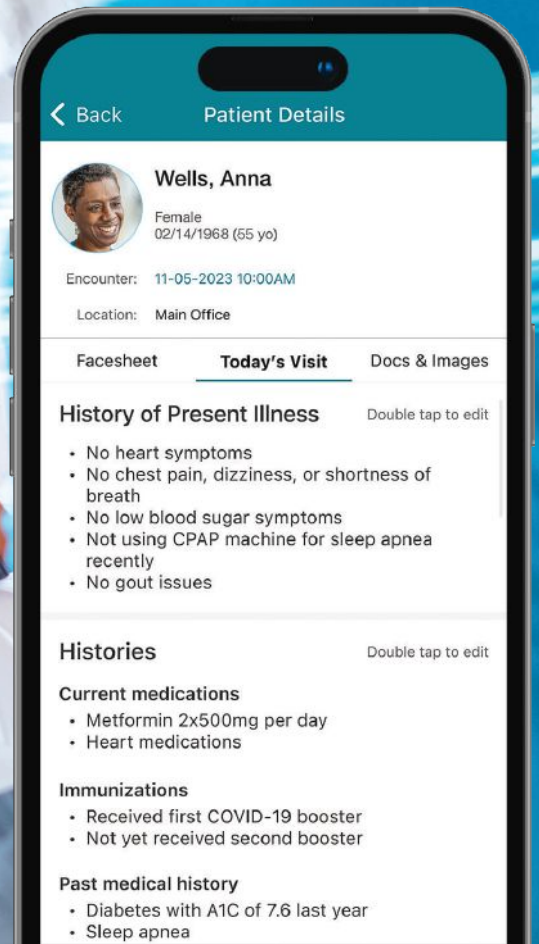 Back
Patient Details
Wells, Anna
Female
02/14/1968 (55 yo)
Encounter: 11-05-2023 10:00AM
Location: Main Office
Facesheet Today's Visit Docs & Images
History of Present Illness Double tap to edit
• No heart symptoms
• No chest pain, dizziness, or shortness of
breath
• No low blood sugar symptoms
• Not using CPAP machine for sleep apnea
recently
• No gout issues
Histories Double tap to edit
Current medications
• Metformin 2x500mg per day
• Heart medications
Immunizations
• Received first COVID-19 booster
• Not yet received second booster
Past medical history
• Diabetes with A1C of 7.6 last year
• Sleep apnea